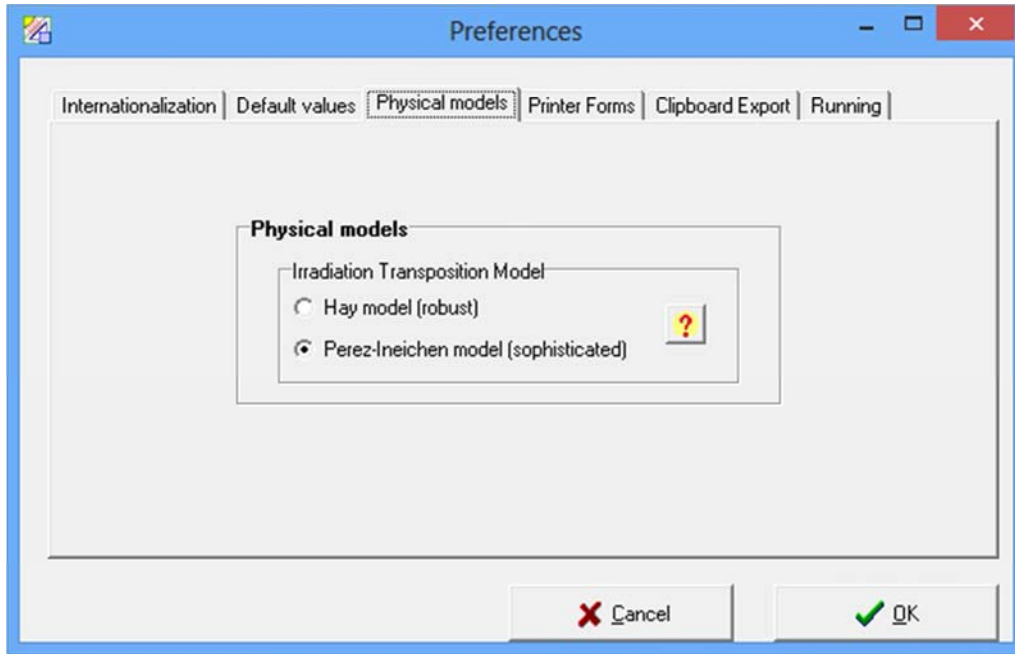 Preferences
Internationalization Default values Physical models Printer Forms Clipboard Export Running
Physical models
Irradiation Transposition Model
Hay model (robust)
?
Perez-Ineichen model (sophisticated)
Cancel OK